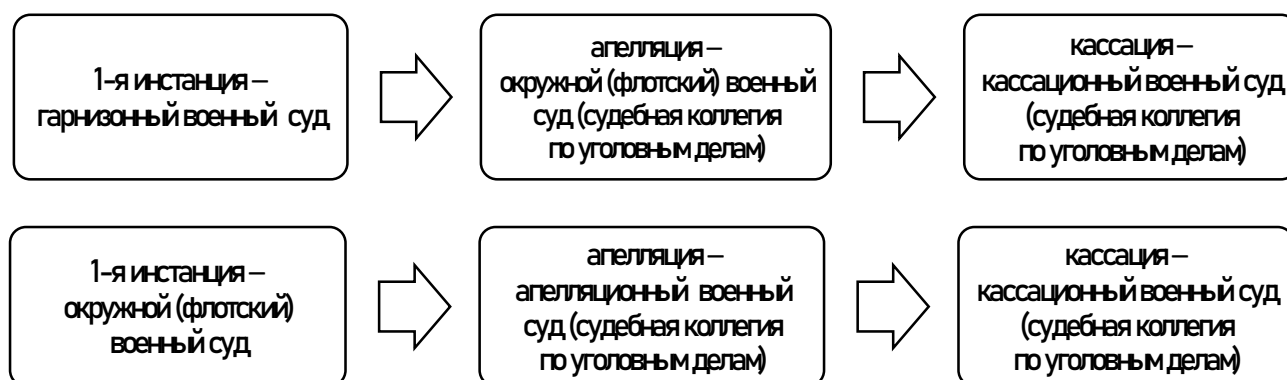 1-я инстанция –
гарнизонный военный суд
апелляция –
окружной (флотский) военный
суд (судебная коллегия
по уголовным делам)
кассация –
кассационный военный суд
(судебная коллегия
по уголовным делам)
1-я инстанция –
окружной (флотский)
военный суд
апелляция –
апелляционный военный
суд (судебная коллегия
по уголовным делам)
кассация –
кассационный военный суд
(судебная коллегия
по уголовным делам)